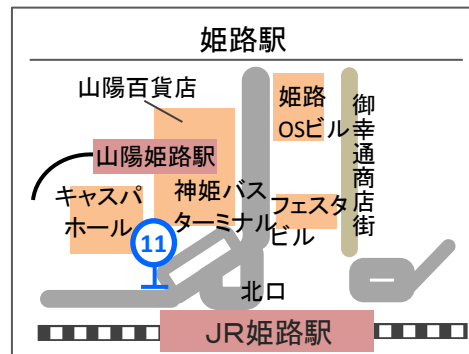 姫路駅
山陽百貨店
姫路
OSビル
御幸通商店街
山陽姫路駅
キャスパ
ホール
神姫バス
ターミナル
フェスタ
ビル
11
北口
JR姫路駅